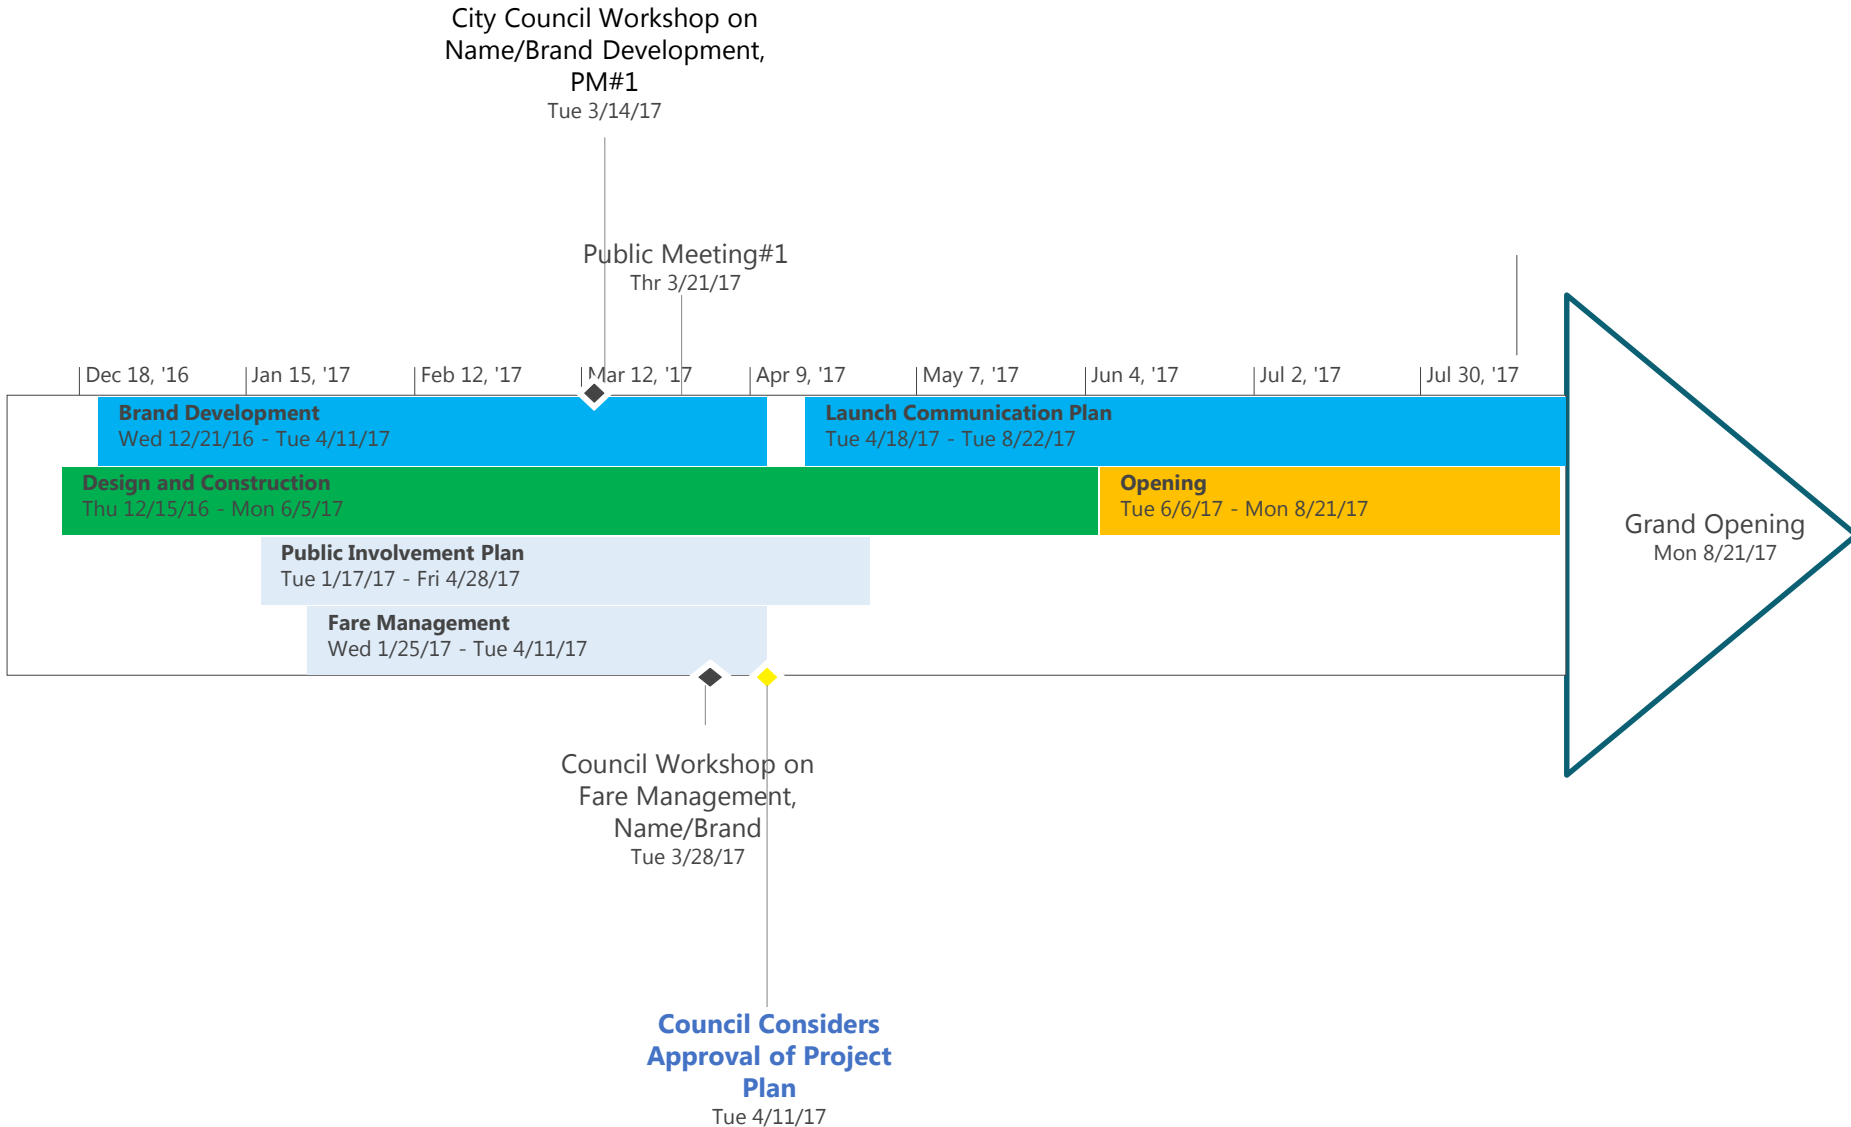 City Council Workshop on
Name/Brand Development,
PM#1
Tue 3/14/17
Public Meeting#1
Thr 3/21/17
Dec 18, '16
Jan 15, '17
Feb 12, '17
Mar 12, '17
Apr 9, '17
May 7, '17
Jun 4, '17
Jul 2, '17
Jul 30, '17
Brand Development
Wed 12/21/16 - Tue 4/11/17
Launch Communication Plan
Tue 4/18/17 - Tue 8/22/17
Design and Construction
Thu 12/15/16 - Mon 6/5/17
Opening
Tue 6/6/17 - Mon 8/21/17
Grand Opening
Mon 8/21/17
Public Involvement Plan
Tue 1/17/17 - Fri 4/28/17
Fare Management
Wed 1/25/17 - Tue 4/11/17
Council Workshop on
Fare Management,
Name/Brand
Tue 3/28/17
Council Considers
Approval of Project
Plan
Tue 4/11/17